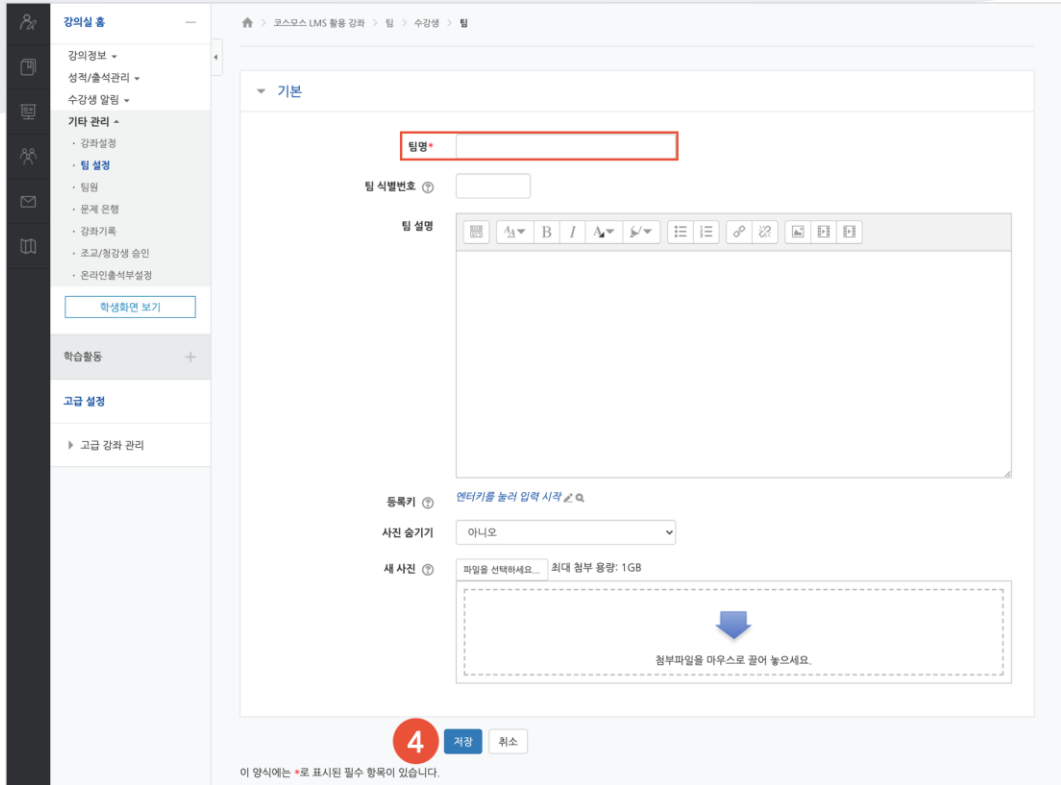 강의실 홈
코스모스 LMS 활용 강좌 > 팀 > 수강생 > 팀
강의정보
성적/출석관리
수강생 알림
기타 관리
· 강좌설정
· 팀 설정
· 팀원
· 문제 은행
· 강좌기록
· 조교/청강생 승인
· 온라인출석부설정
학생화면 보기
학습활동
고급 설정
고급 강좌 관리
기본
팀명*
팀 식별번호
팀 설명
B I
등록키
엔터키를 눌러 입력 시작
사진 숨기기
아니오
새 사진
파일을 선택하세요... 최대 첨부 용량: 1GB
첨부파일을 마우스로 끌어 놓으세요.
4 저장 취소
이 양식에는 *로 표시된 필수 항목이 있습니다.